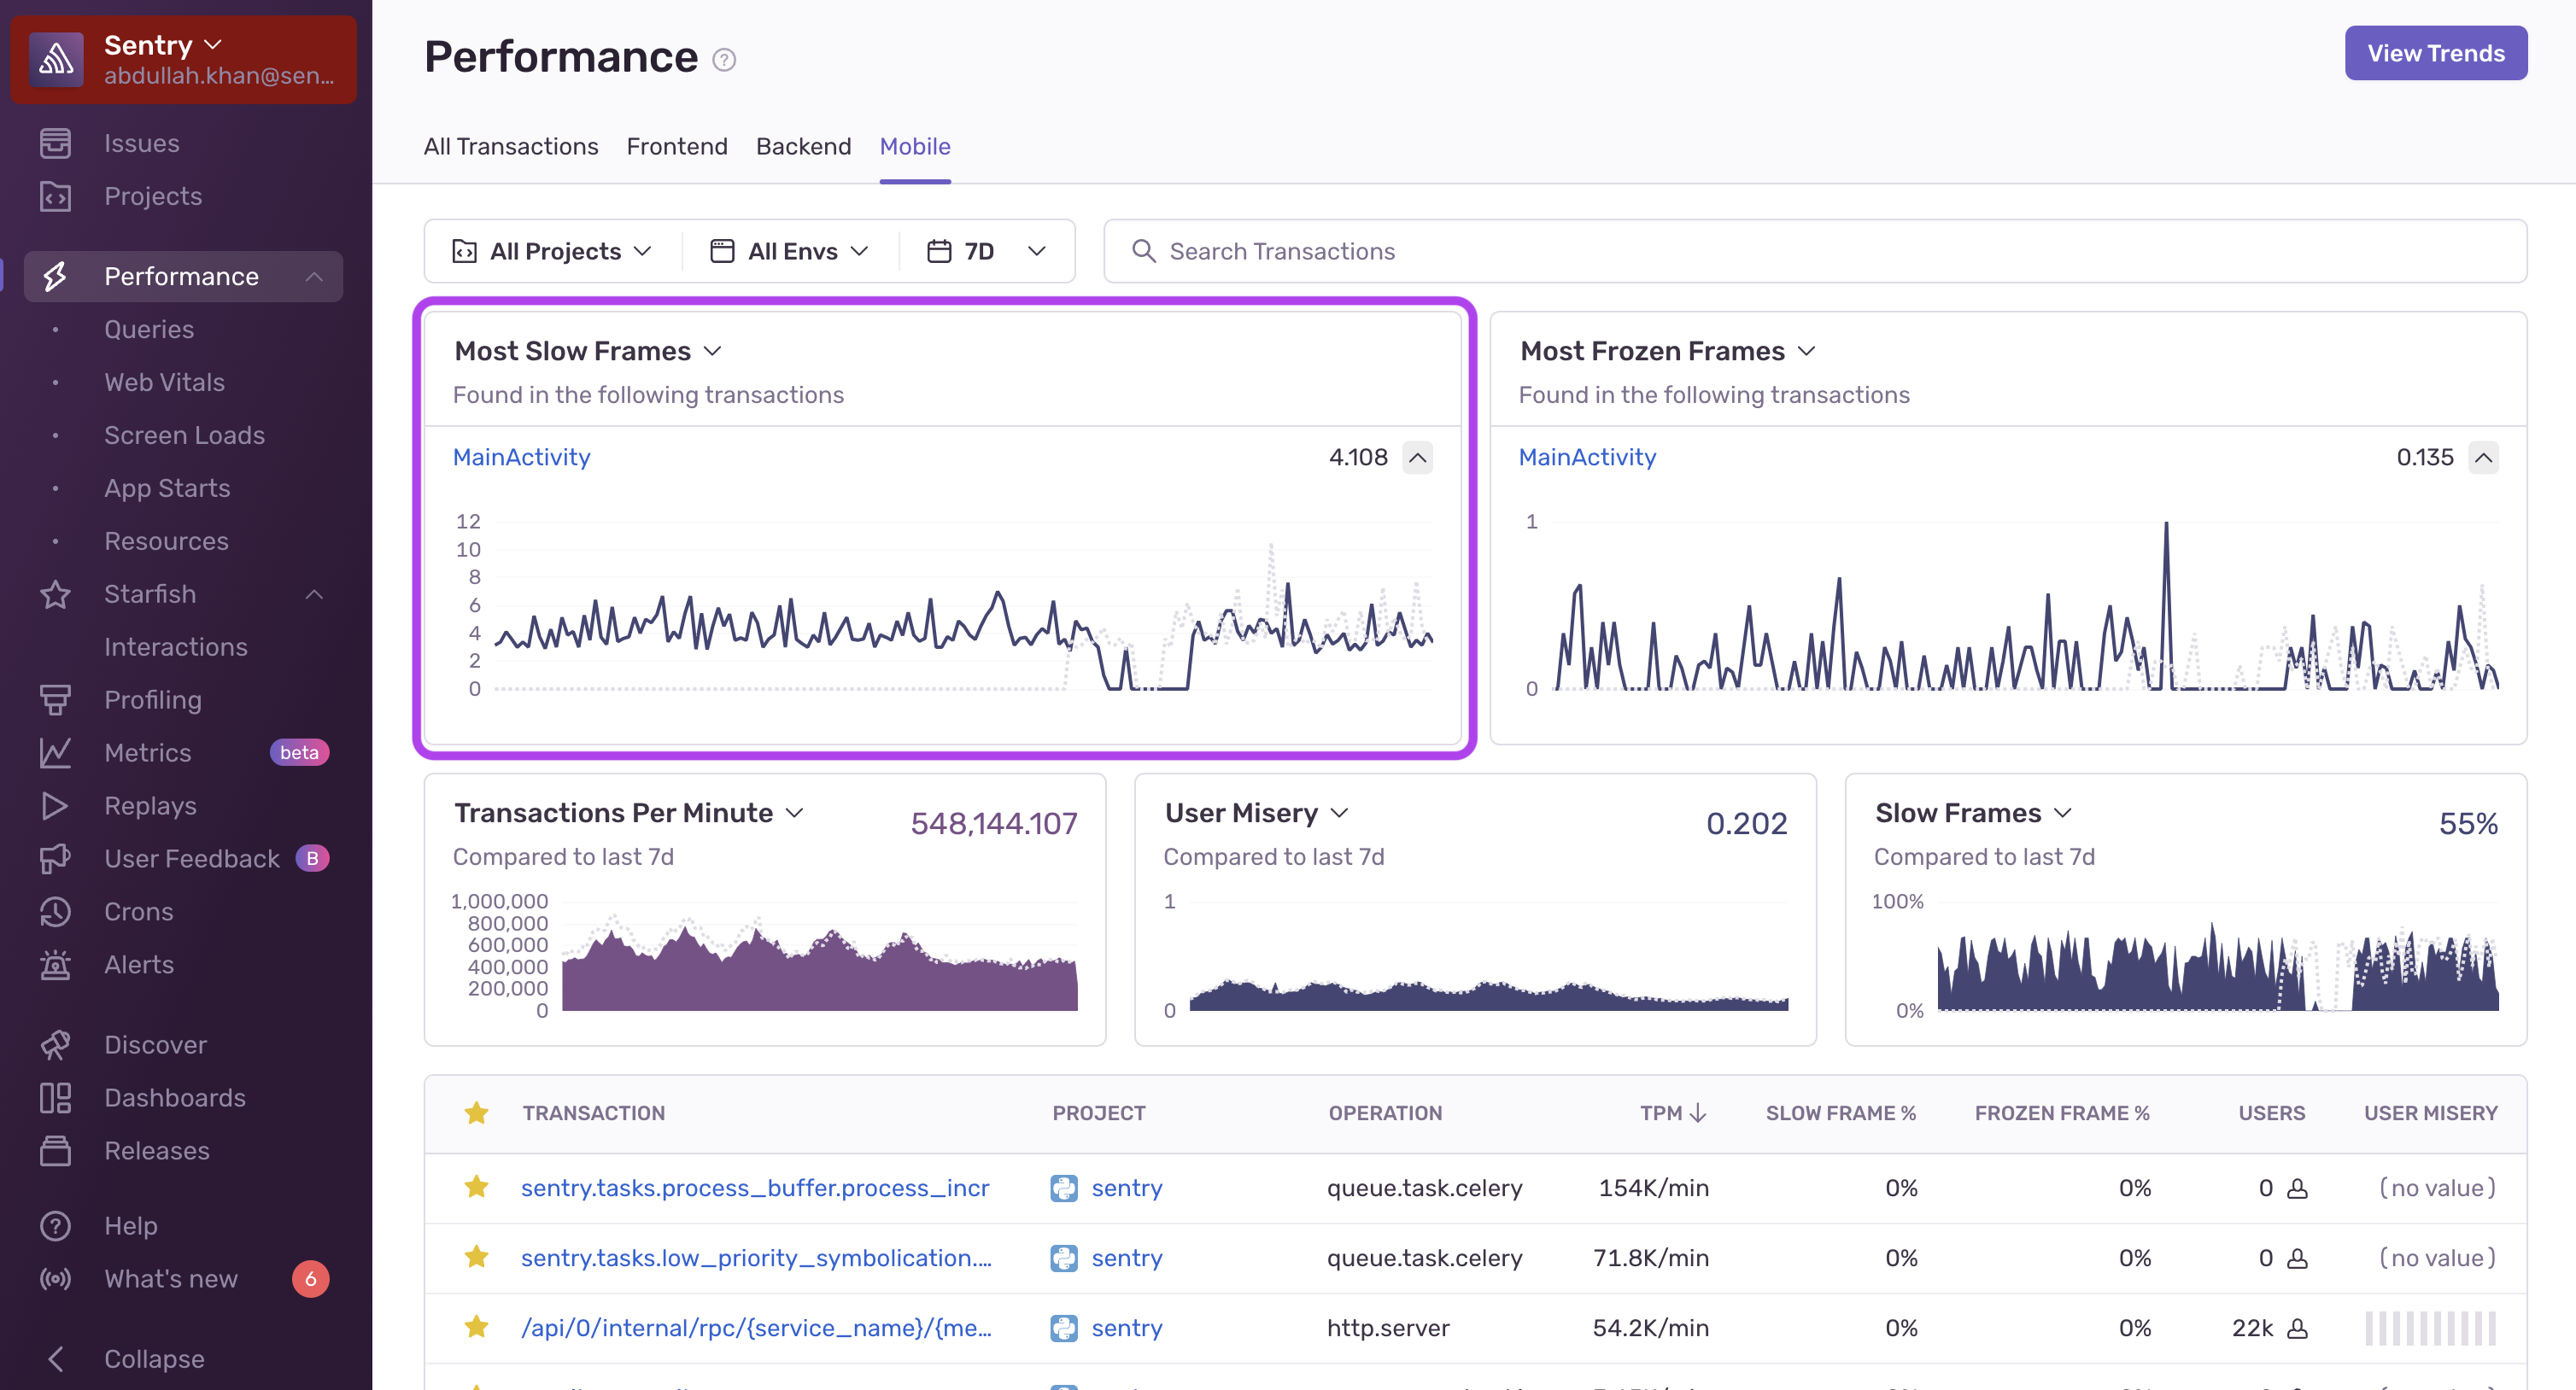 Sentry
abdullah.khan@sen...
Issues
Projects
Performance
Queries
Web Vitals
Screen Loads
App Starts
Resources
Starfish
Interactions
Profiling
Metrics beta
Replays
User Feedback B
Crons
Alerts
Discover
Dashboards
Releases
Help
What's new 6
Collapse
Performance ?
View Trends
All Transactions Frontend Backend Mobile
All Projects All Envs 7D Search Transactions
Most Slow Frames
Found in the following transactions
MainActivity 4.108
12
10
8
6
4
2
0
Most Frozen Frames
Found in the following transactions
MainActivity 0.135
1
0
Transactions Per Minute 548,144.107
Compared to last 7d
1,000,000
800,000
600,000
400,000
200,000
0
User Misery 0.202
Compared to last 7d
1
0
Slow Frames 55%
Compared to last 7d
100%
0%
TRANSACTION PROJECT OPERATION TPM SLOW FRAME % FROZEN FRAME % USERS USER MISERY
sentry.tasks.process_buffer.process_incr sentry queue.task.celery 154K/min 0% 0% 0 (no value)
sentry.tasks.low_priority_symbolication.... sentry queue.task.celery 71.8K/min 0% 0% 0 (no value)
/api/0/internal/rpc/{service_name}/{me... sentry http.server 54.2K/min 0% 0% 22k